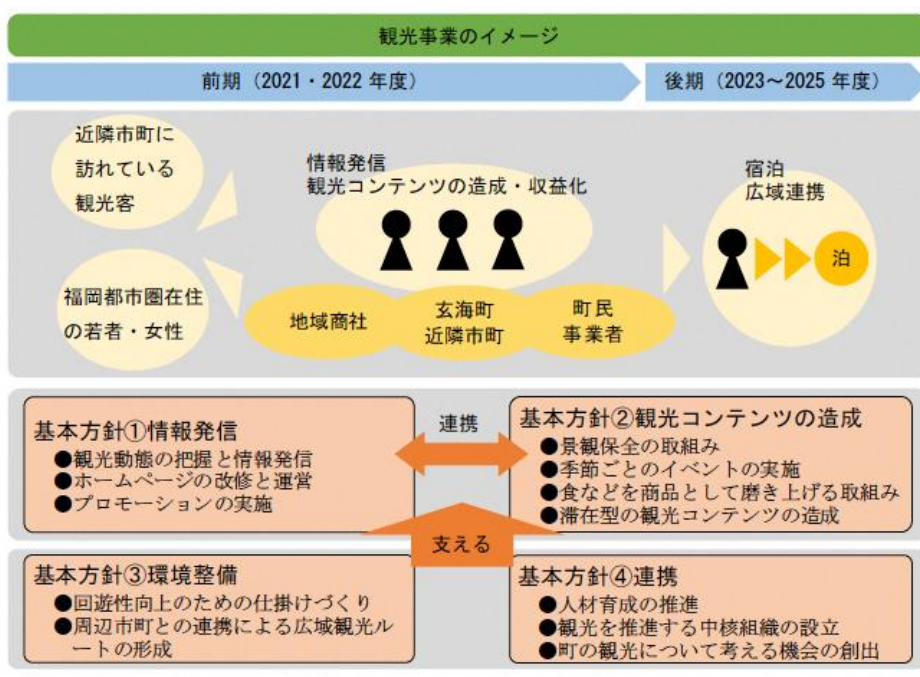 観光事業のイメージ
前期（2021・2022 年度）
後期（2023～2025 年度）
近隣市町に
訪れている
観光客
福岡都市圏在住
の若者・女性
情報発信
観光コンテンツの造成・収益化
地域商社
玄海町
近隣市町
町民
事業者
宿泊
広域連携
泊
基本方針①情報発信
●観光動態の把握と情報発信
●ホームページの改修と運営
●プロモーションの実施
連携
基本方針②観光コンテンツの造成
●景観保全の取組み
●季節ごとのイベントの実施
●食などを商品として磨き上げる取組み
●滞在型の観光コンテンツの造成
支える
基本方針③環境整備
●回遊性向上のための仕掛けづくり
●周辺市町との連携による広域観光ル
ートの形成
基本方針④連携
●人材育成の推進
●観光を推進する中核組織の設立
●町の観光について考える機会の創出